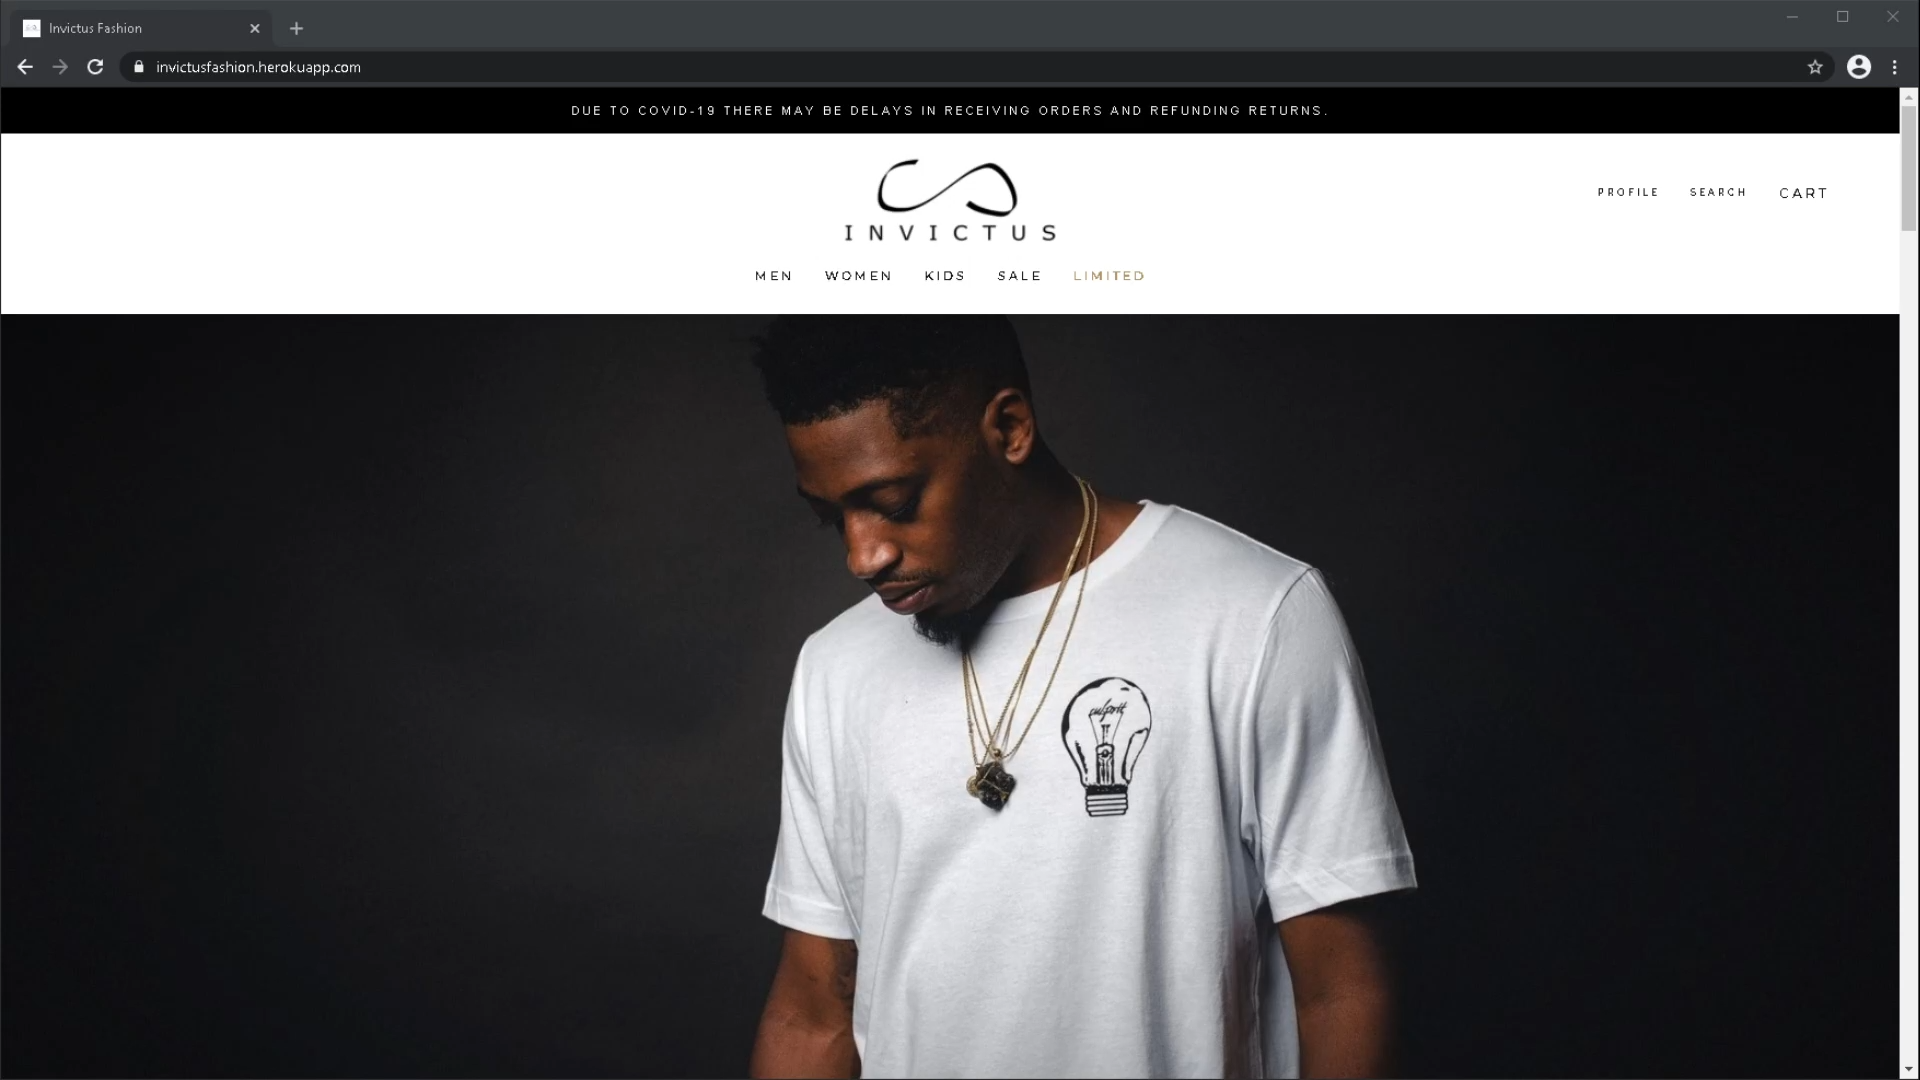 Invictus Fashion
invictusfashion.herokuapp.com
DUE TO COVID-19 THERE MAY BE DELAYS IN RECEIVING ORDERS AND REFUNDING RETURNS.
INVICTUS
PROFILE SEARCH CART
MEN WOMEN KIDS SALE LIMITED
culprit